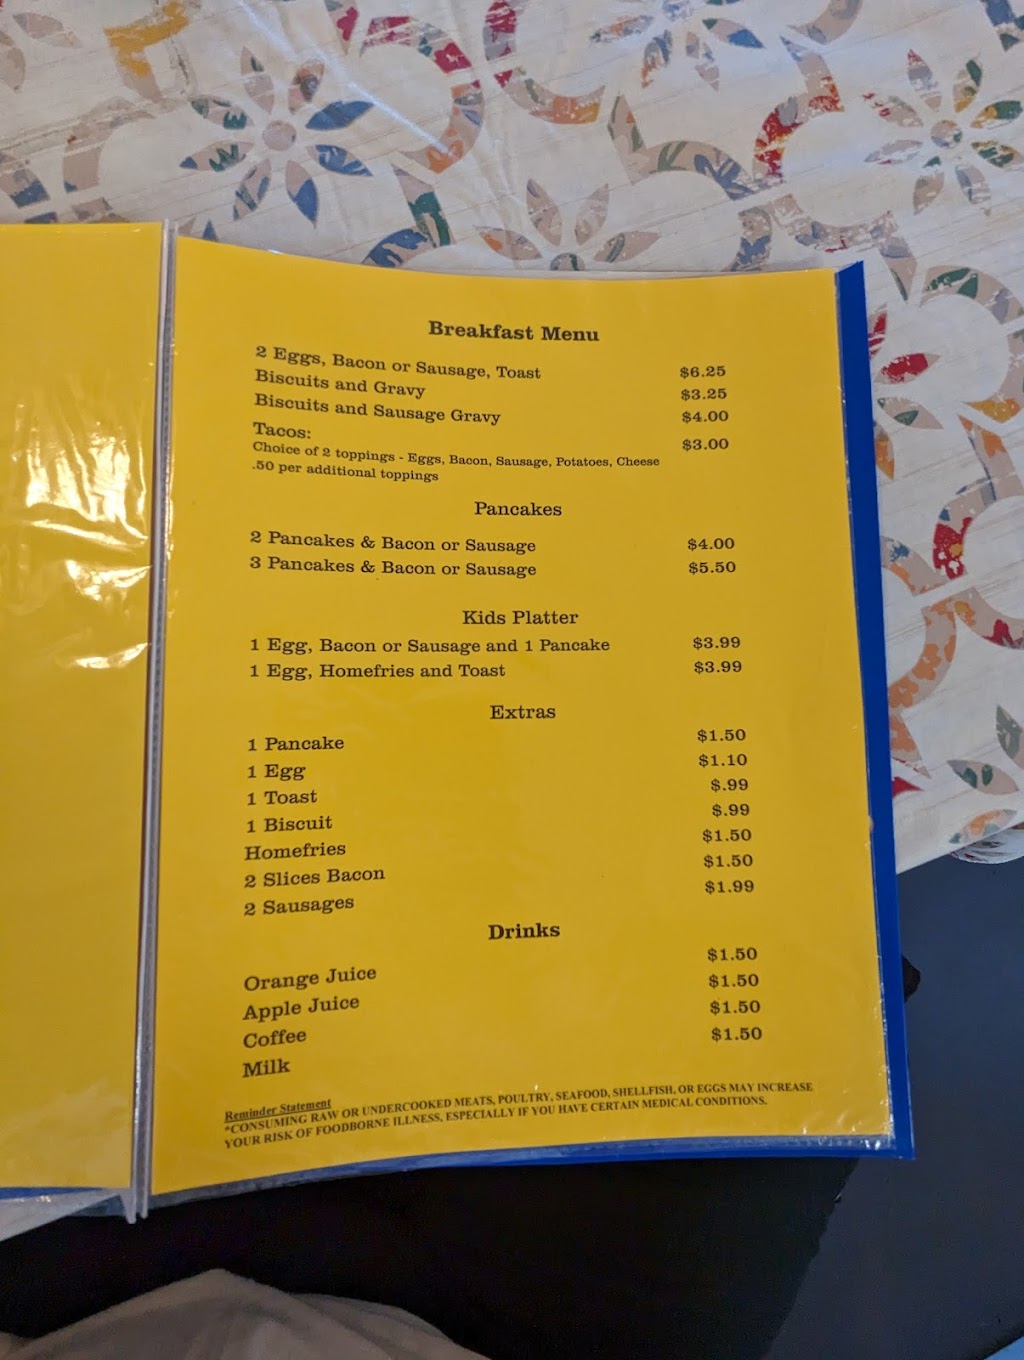 Breakfast Menu
2 Eggs, Bacon or Sausage, Toast $6.25
Biscuits and Gravy $3.25
Biscuits and Sausage Gravy $4.00
Tacos: $3.00
Choice of 2 toppings - Eggs, Bacon, Sausage, Potatoes, Cheese
.50 per additional toppings
Pancakes
2 Pancakes & Bacon or Sausage $4.00
3 Pancakes & Bacon or Sausage $5.50
Kids Platter
1 Egg, Bacon or Sausage and 1 Pancake $3.99
1 Egg, Homefries and Toast $3.99
Extras
1 Pancake $1.50
1 Egg $1.10
1 Toast $.99
1 Biscuit $.99
Homefries $1.50
2 Slices Bacon $1.50
2 Sausages $1.99
Drinks
Orange Juice $1.50
Apple Juice $1.50
Coffee $1.50
Milk $1.50
Reminder Statement
*CONSUMING RAW OR UNDERCOOKED MEATS, POULTRY, SEAFOOD, SHELLFISH, OR EGGS MAY INCREASE
YOUR RISK OF FOODBORNE ILLNESS, ESPECIALLY IF YOU HAVE CERTAIN MEDICAL CONDITIONS.